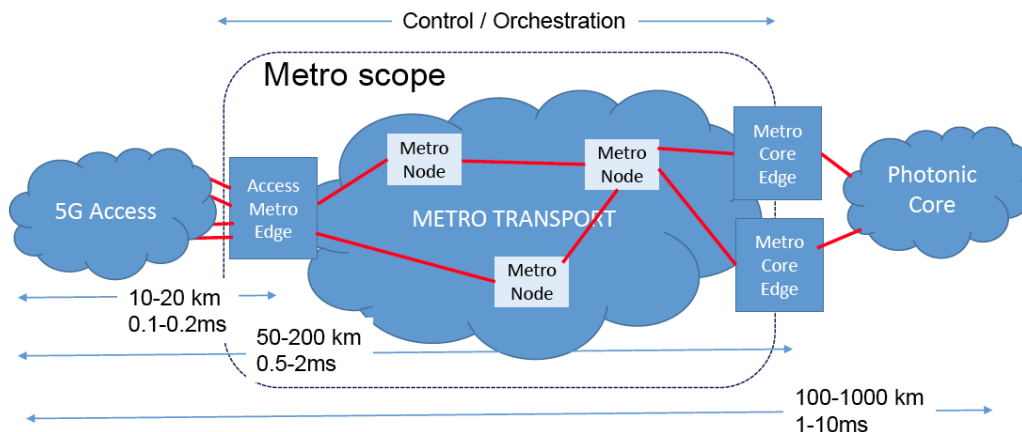 Control / Orchestration
Metro scope
5G Access
Access
Metro
Edge
Metro
Node
Metro
Node
METRO TRANSPORT
Metro
Node
Metro
Core
Edge
Metro
Core
Edge
Photonic
Core
10-20 km
0.1-0.2ms
50-200 km
0.5-2ms
100-1000 km
1-10ms